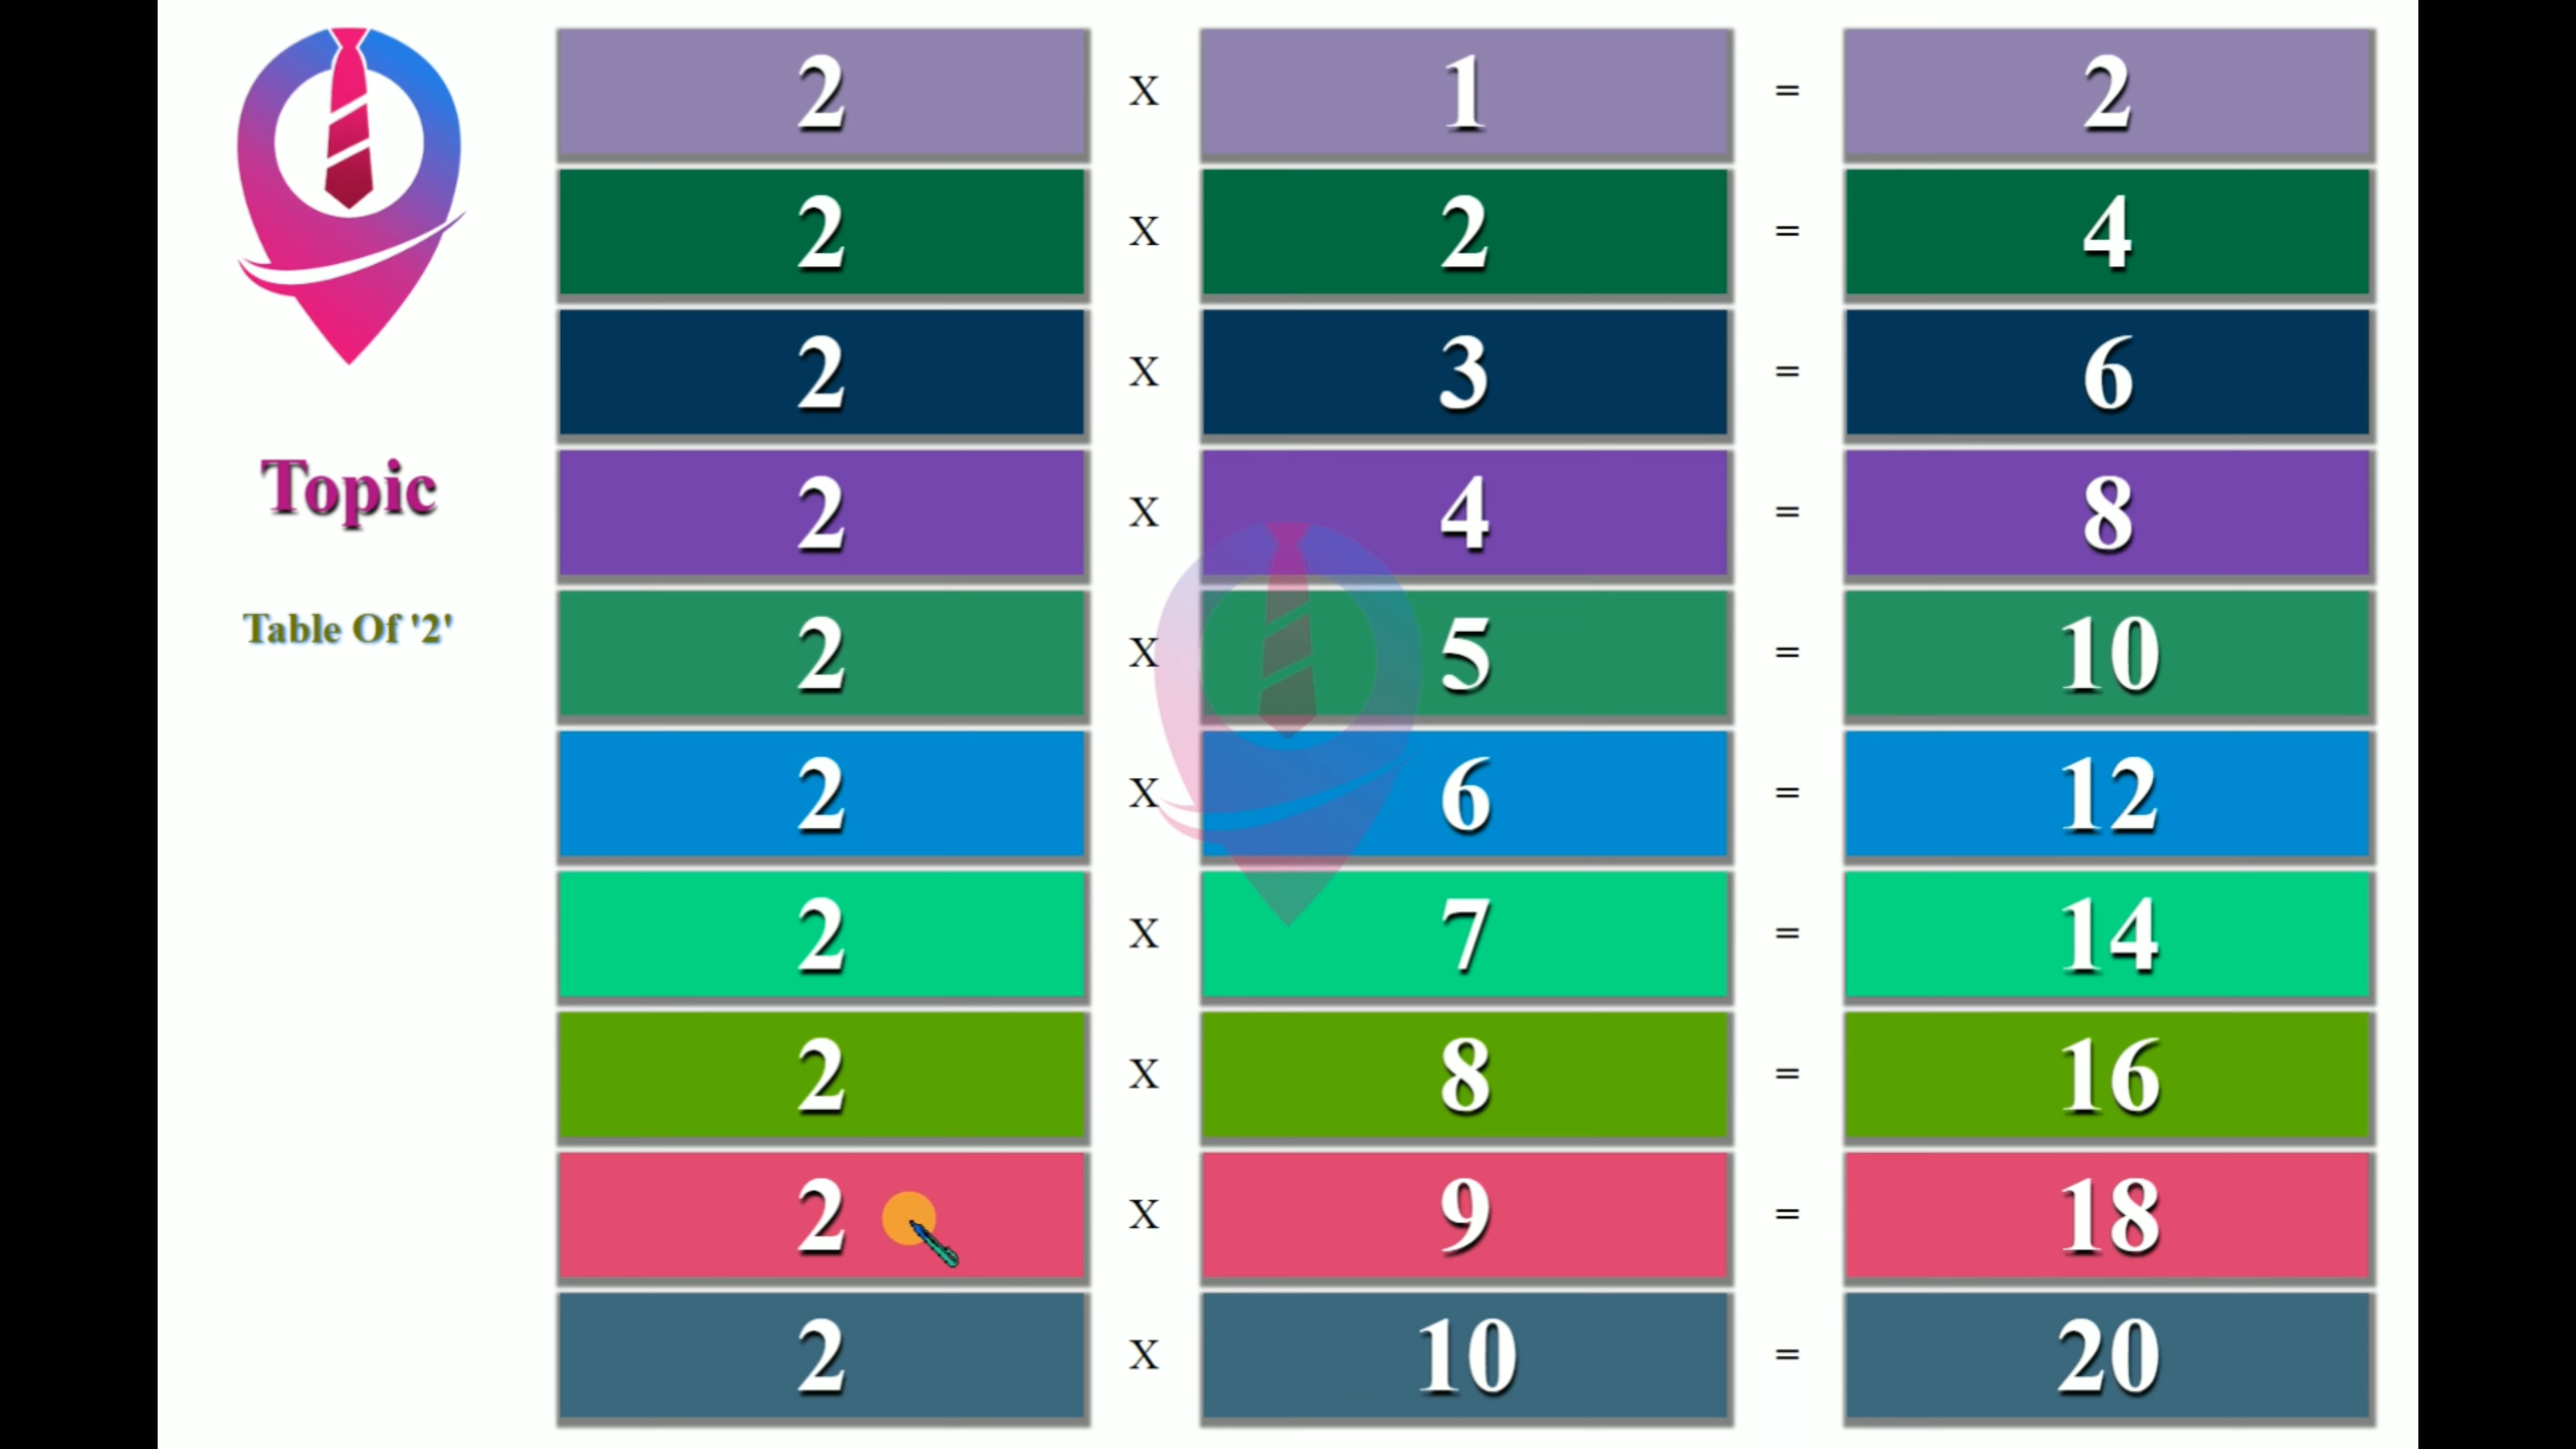 2 X 1 = 2
2 X 2 = 4
2 X 3 = 6
Topic
2 X 4 = 8
Table Of '2'
2 X 5 = 10
2 X 6 = 12
2 X 7 = 14
2 X 8 = 16
2 X 9 = 18
2 X 10 = 20